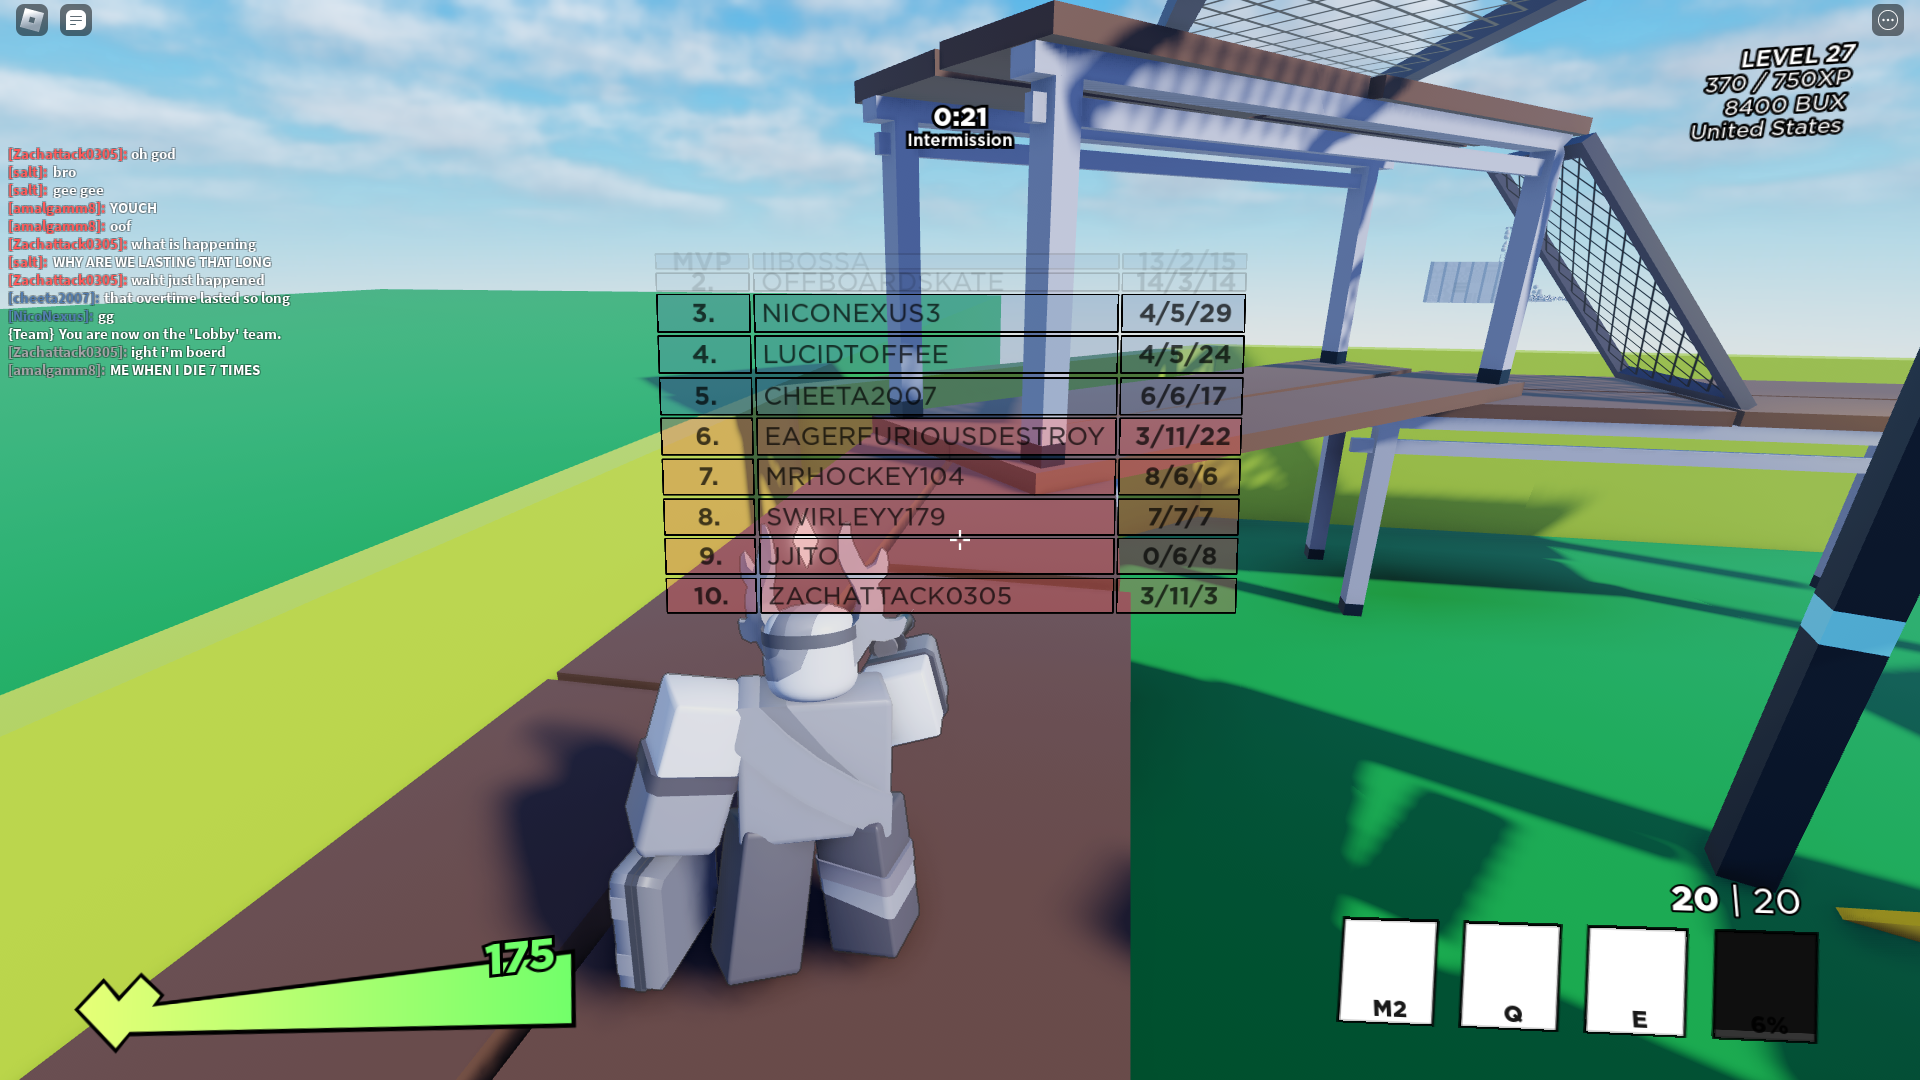 LEVEL 27
370 / 750XP
8400 BUX
United States
0:21
Intermission
[Zachattack0305]: oh god
[salt]: bro
[salt]: gee gee
[amalgamm8]: YOUCH
[amalgamm8]: oof
[Zachattack0305]: what is happening
[salt]: WHY ARE WE LASTING THAT LONG
[Zachattack0305]: waht just happened
[cheeta2007]: that overtime lasted so long
[NicoNexus]: gg
{Team} You are now on the 'Lobby' team.
[Zachattack0305]: ight i'm boerd
[amalgamm8]: ME WHEN I DIE 7 TIMES
MVP IIBOSSA 13/2/15
2. OFFBOARDSKATE 14/3/14
3. NICONEXUS3 4/5/29
4. LUCIDTOFFEE 4/5/24
5. CHEETA2007 6/6/17
6. EAGERFURIOUSDESTROY 3/11/22
7. MRHOCKEY104 8/6/6
8. SWIRLEYY179 7/7/7
9. JJITO 0/6/8
10. ZACHATTACK0305 3/11/3
175
20 | 20
M2
Q
E
6%